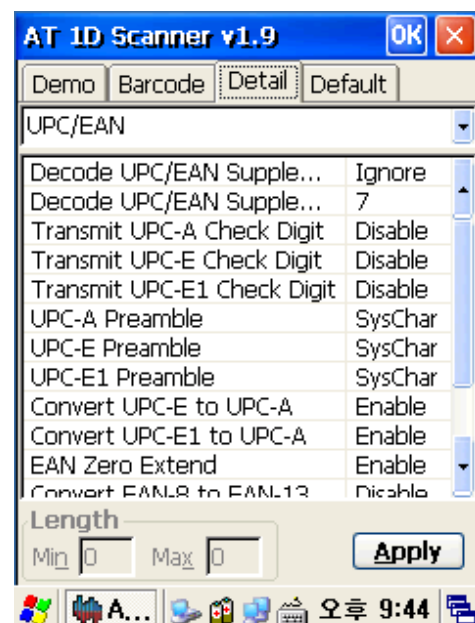 AT 1D Scanner v1.9 OK
Demo Barcode Detail Default
UPC/EAN
Decode UPC/EAN Supple... Ignore
Decode UPC/EAN Supple... 7
Transmit UPC-A Check Digit Disable
Transmit UPC-E Check Digit Disable
Transmit UPC-E1 Check Digit Disable
UPC-A Preamble SysChar
UPC-E Preamble SysChar
UPC-E1 Preamble SysChar
Convert UPC-E to UPC-A Enable
Convert UPC-E1 to UPC-A Enable
EAN Zero Extend Enable
Convert EAN-8 to EAN-13 Disable
Length
Min 0 Max 0 Apply
A... 오후 9:44